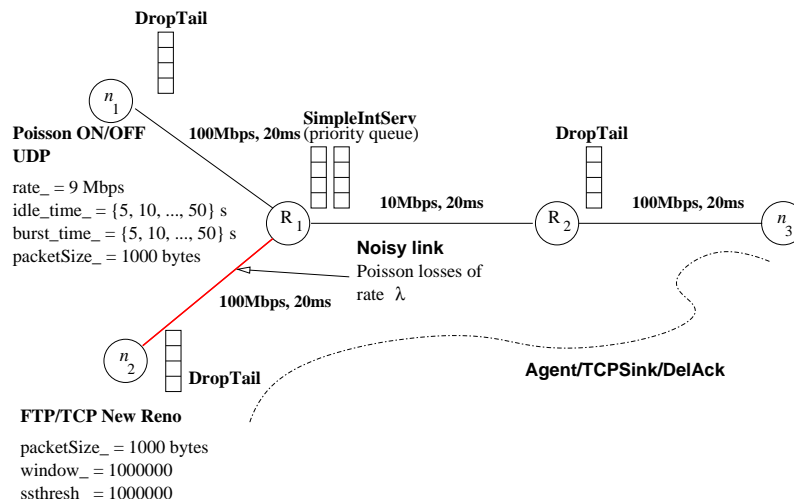 DropTail
n1
Poisson ON/OFF
UDP
rate_ = 9 Mbps
idle_time_ = {5, 10, ..., 50} s
burst_time_ = {5, 10, ..., 50} s
packetSize_ = 1000 bytes
100Mbps, 20ms
SimpleIntServ
(priority queue)
R1
10Mbps, 20ms
DropTail
R2
100Mbps, 20ms
n3
Noisy link
Poisson losses of
rate λ
100Mbps, 20ms
n2
DropTail
Agent/TCPSink/DelAck
FTP/TCP New Reno
packetSize_ = 1000 bytes
window_ = 1000000
ssthresh_ = 1000000